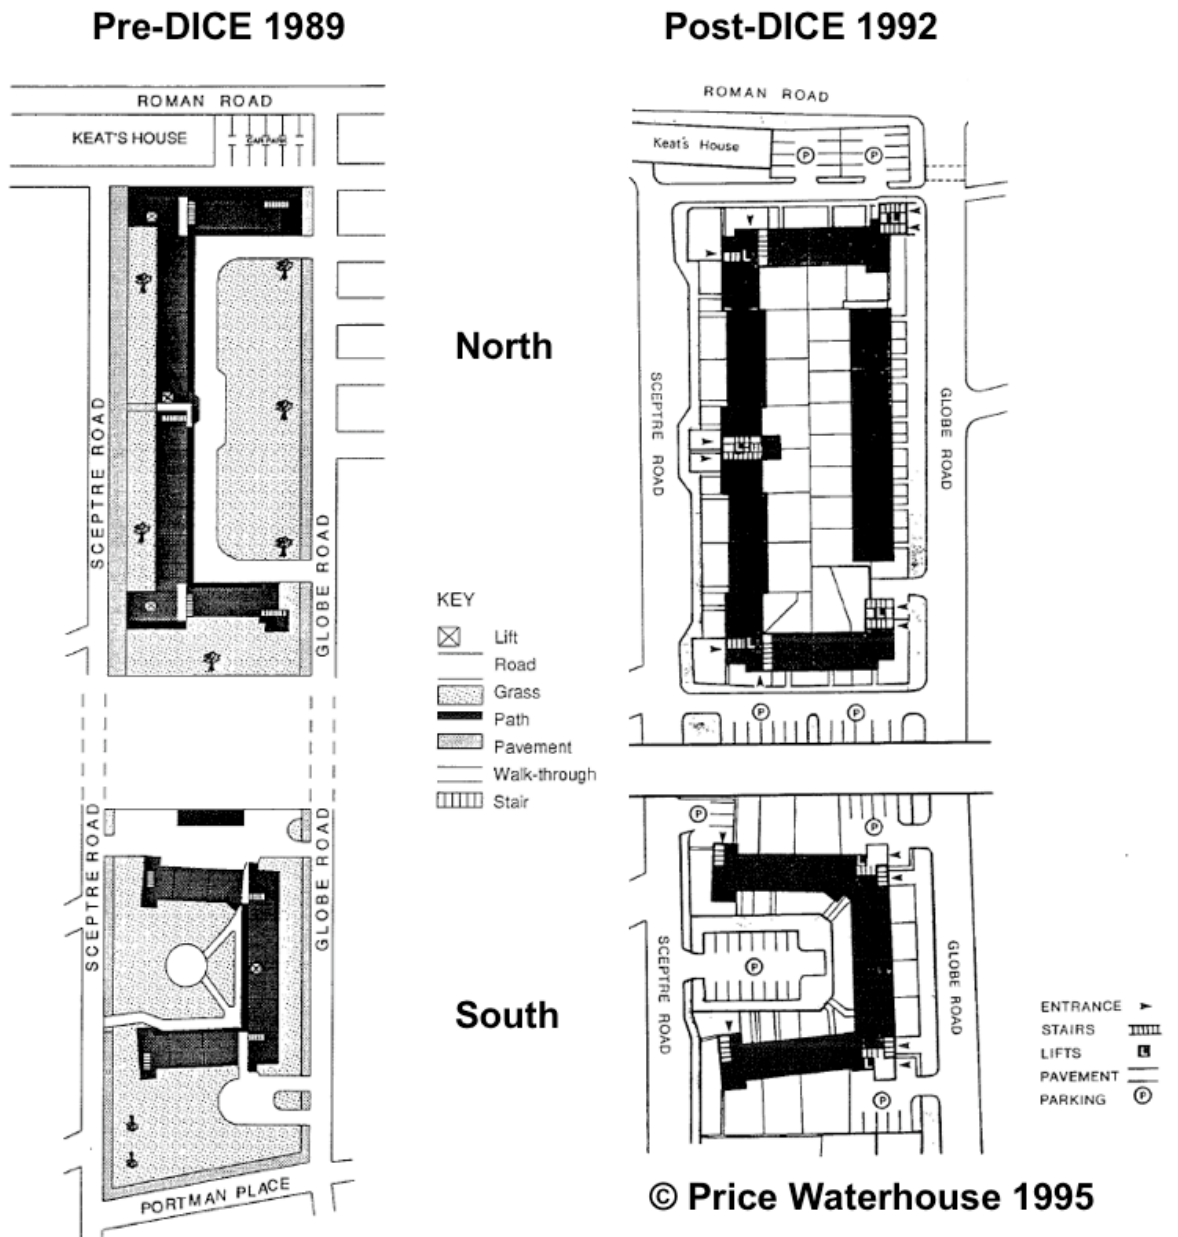 Pre-DICE 1989
Post-DICE 1992
ROMAN ROAD
KEAT'S HOUSE
CAR PARK
SCEPTRE ROAD
GLOBE ROAD
ROMAN ROAD
Keat's House
P
P
L
L
L
L
L
L
L
SCEPTRE ROAD
GLOBE ROAD
P
P
North
KEY
Lift
Road
Grass
Path
Pavement
Walk-through
Stair
SCEPTRE ROAD
GLOBE ROAD
PORTMAN PLACE
South
P
P
P
P
SCEPTRE ROAD
GLOBE ROAD
ENTRANCE
STAIRS
LIFTS L
PAVEMENT
PARKING P
© Price Waterhouse 1995